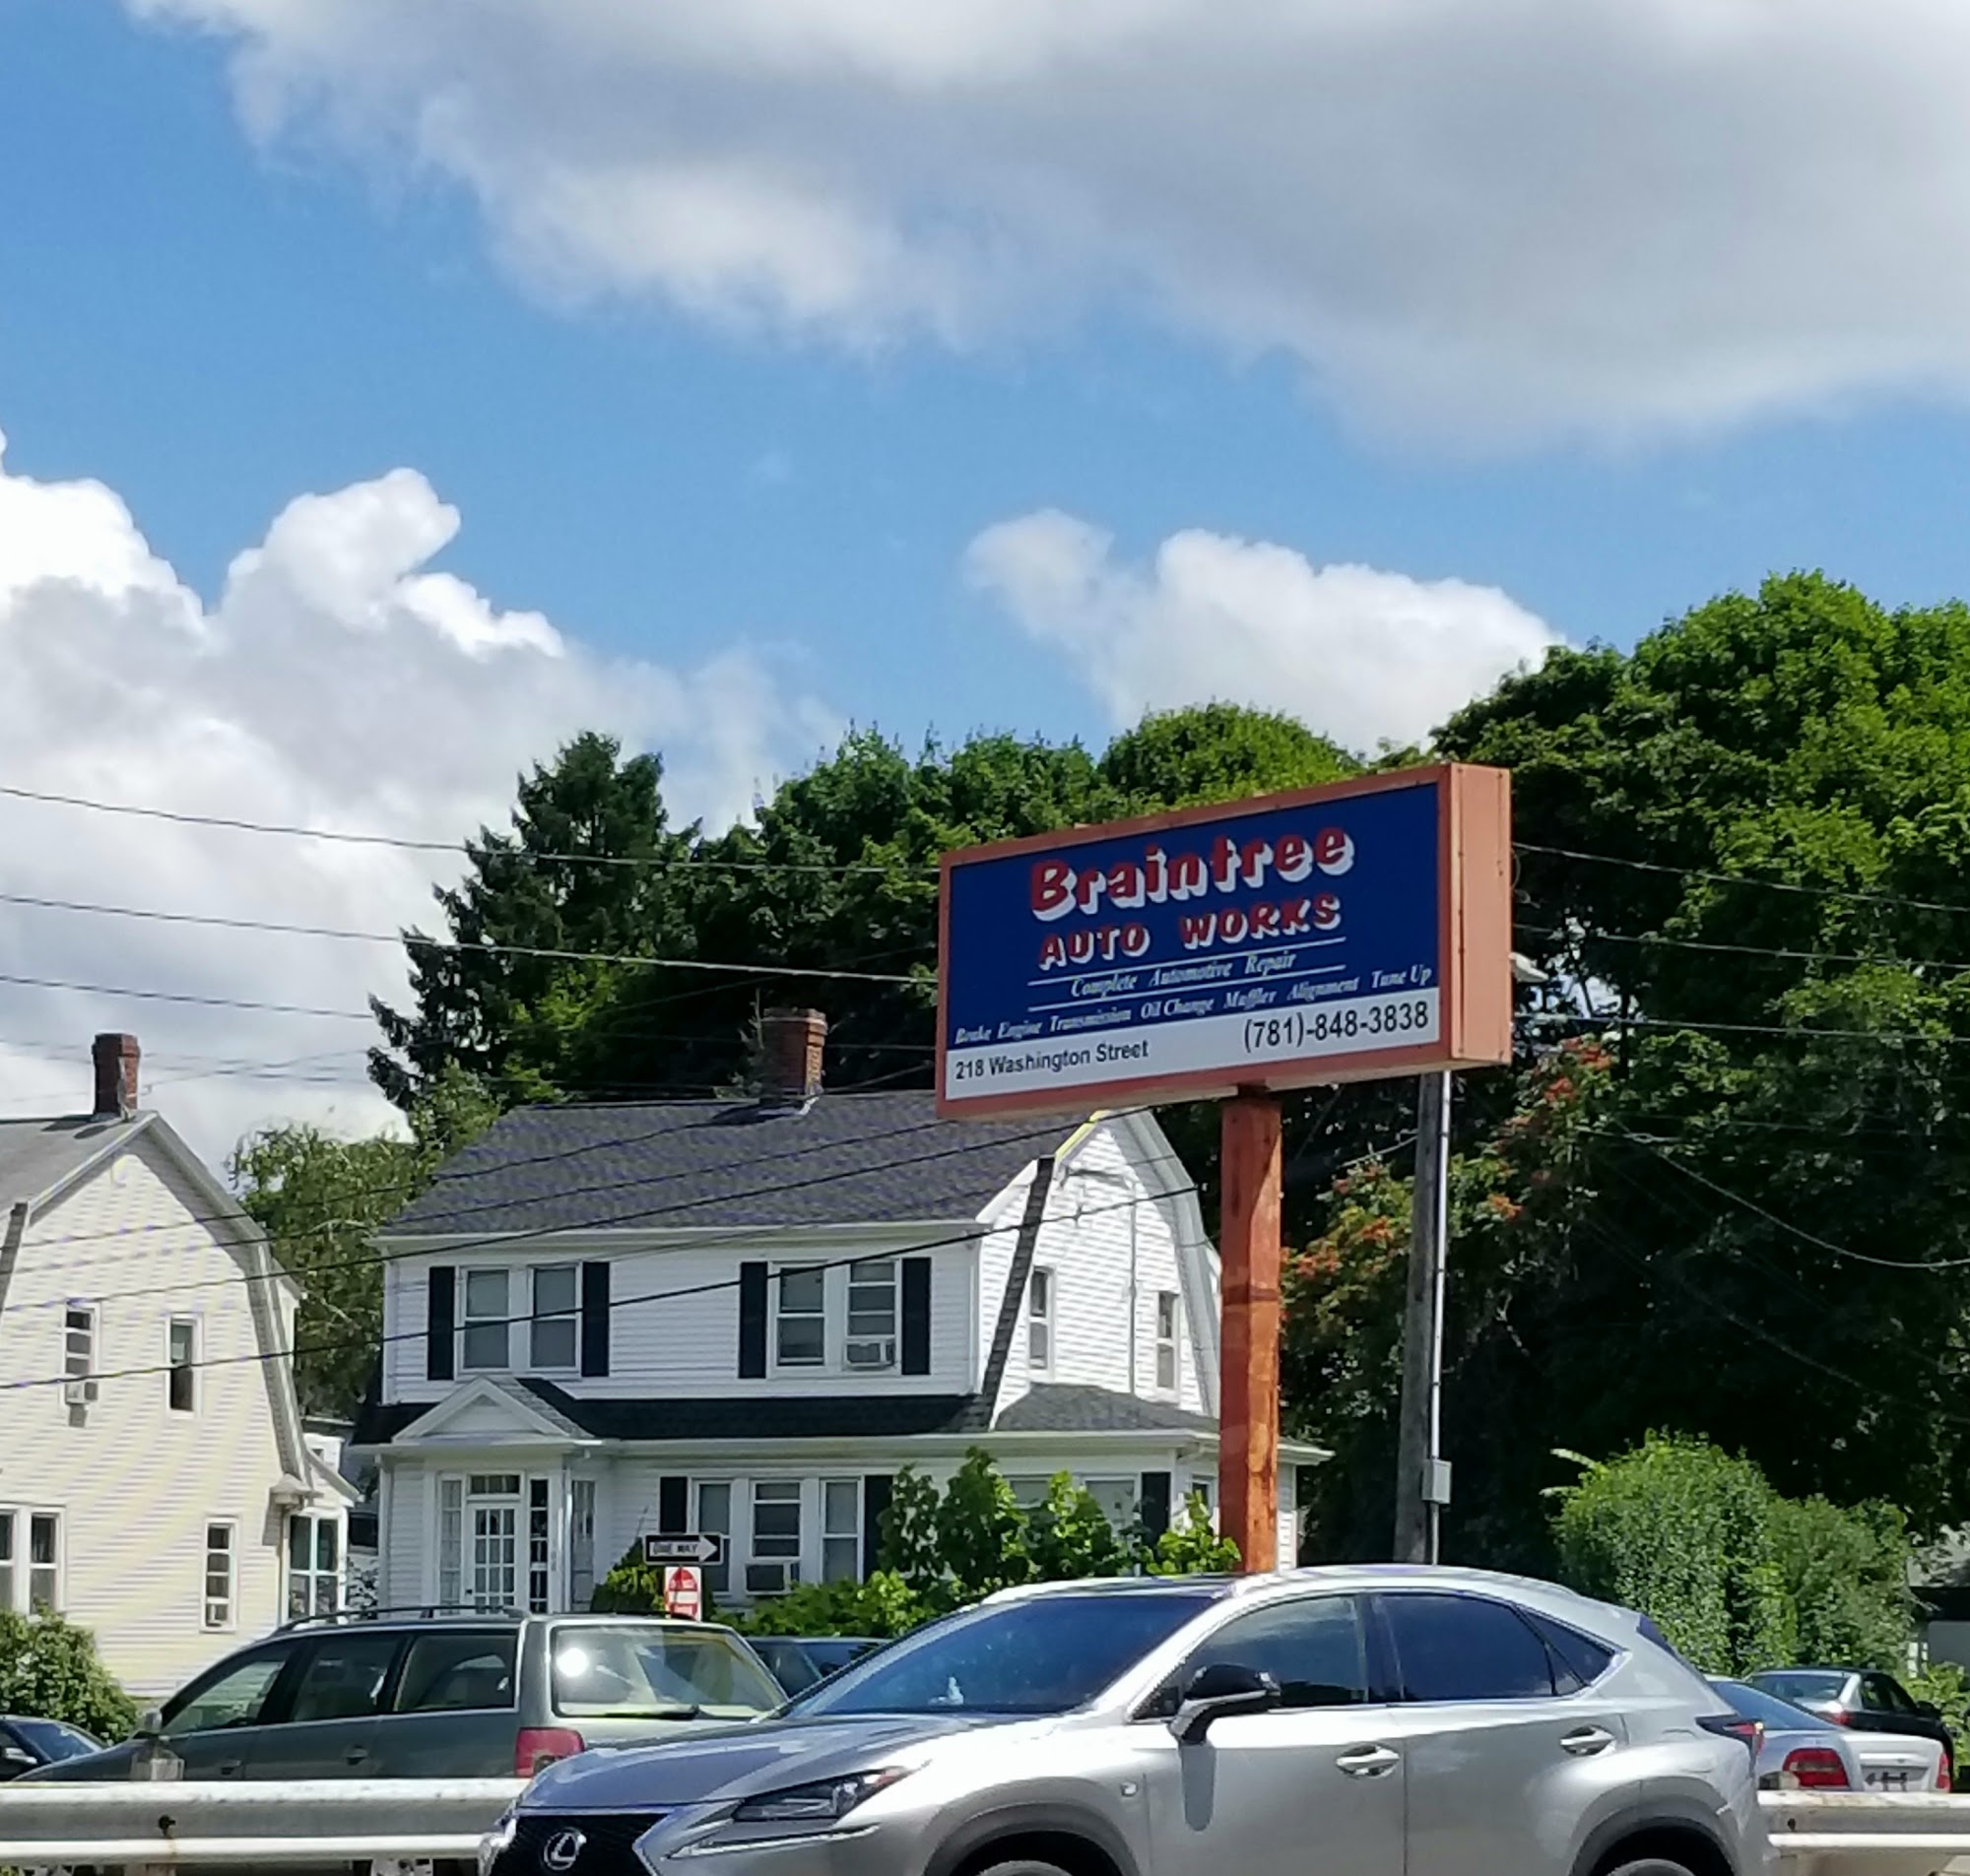 Braintree
AUTO WORKS
Complete Automotive Repair
Brake Engine Transmission Oil Change Muffler Alignment Tune Up
218 Washington Street (781)-848-3838
ONE WAY